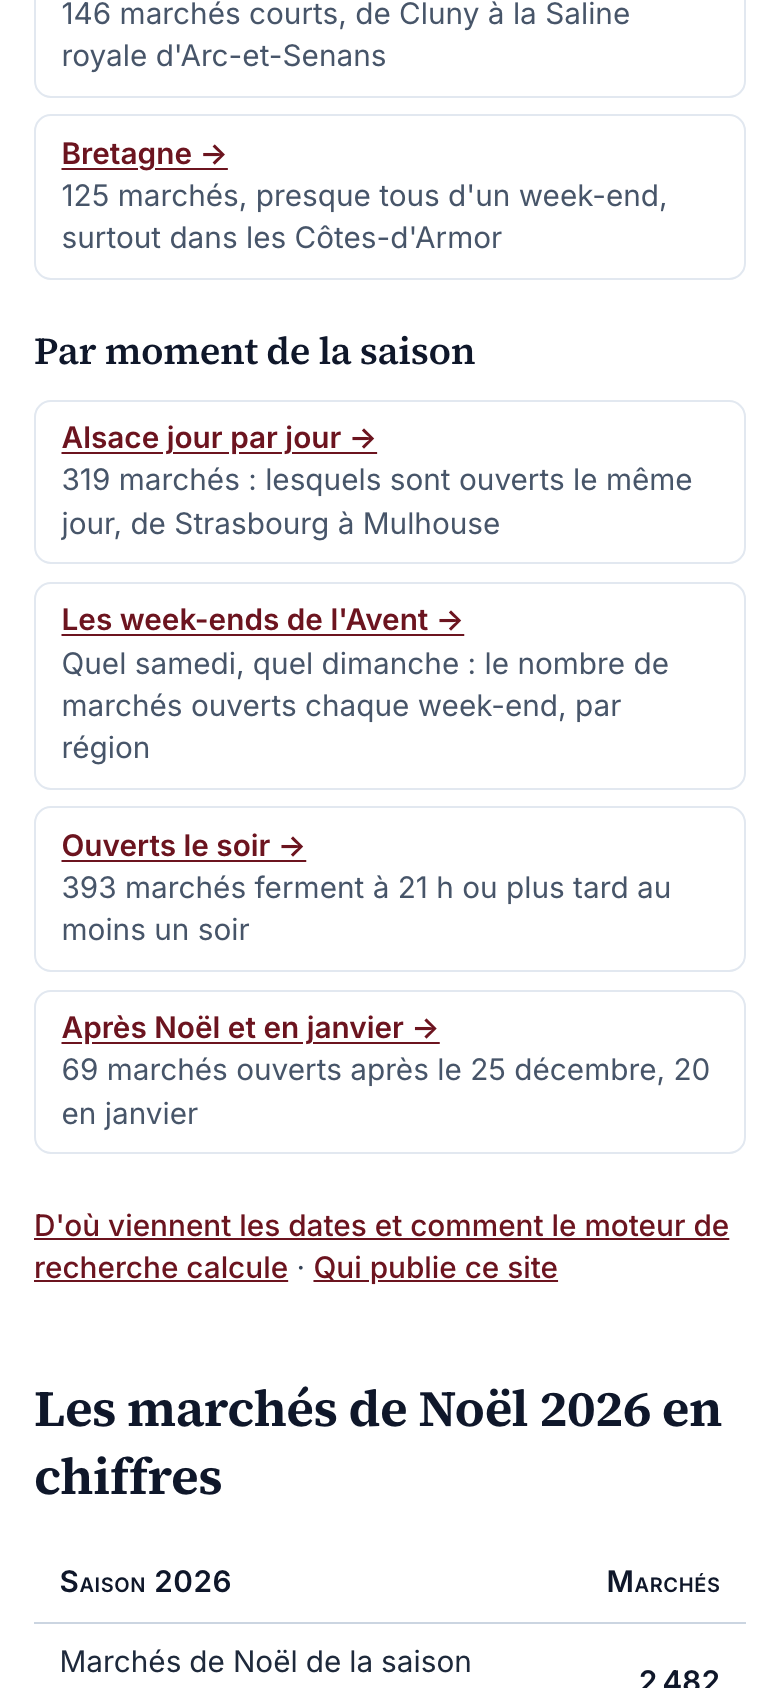 146 marchés courts, de Cluny à la Saline
royale d'Arc-et-Senans
Bretagne →
125 marchés, presque tous d'un week-end,
surtout dans les Côtes-d'Armor
Par moment de la saison
Alsace jour par jour →
319 marchés : lesquels sont ouverts le même
jour, de Strasbourg à Mulhouse
Les week-ends de l'Avent →
Quel samedi, quel dimanche : le nombre de
marchés ouverts chaque week-end, par
région
Ouverts le soir →
393 marchés ferment à 21 h ou plus tard au
moins un soir
Après Noël et en janvier →
69 marchés ouverts après le 25 décembre, 20
en janvier
D'où viennent les dates et comment le moteur de
recherche calcule · Qui publie ce site
Les marchés de Noël 2026 en
chiffres
Saison 2026 Marchés
Marchés de Noël de la saison
2 482